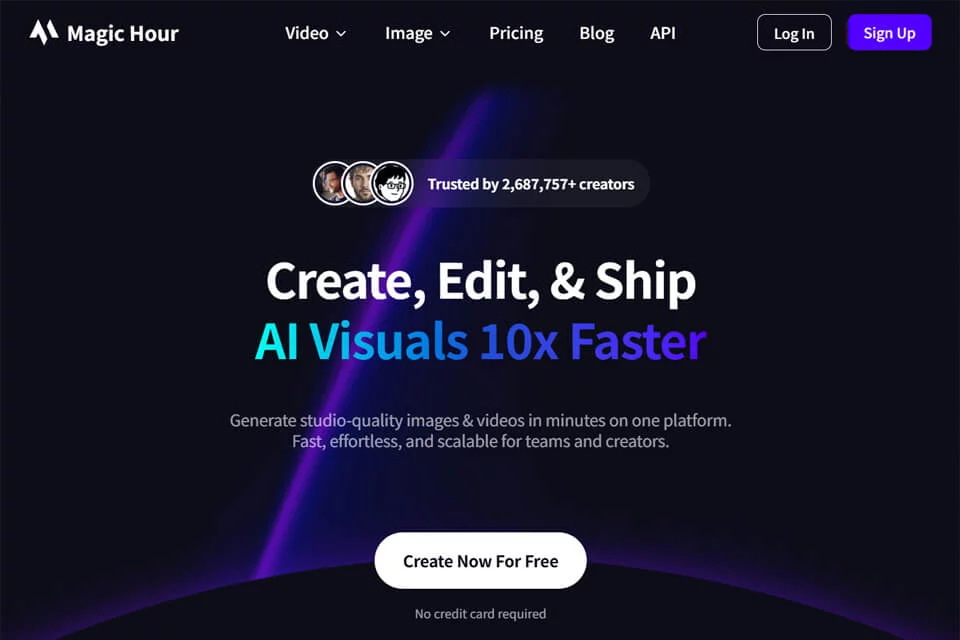 Magic Hour
Video
Image
Pricing
Blog
API
Log In
Sign Up
Trusted by 2,687,757+ creators
Create, Edit, & Ship
AI Visuals 10x Faster
Generate studio-quality images & videos in minutes on one platform.
Fast, effortless, and scalable for teams and creators.
Create Now For Free
No credit card required